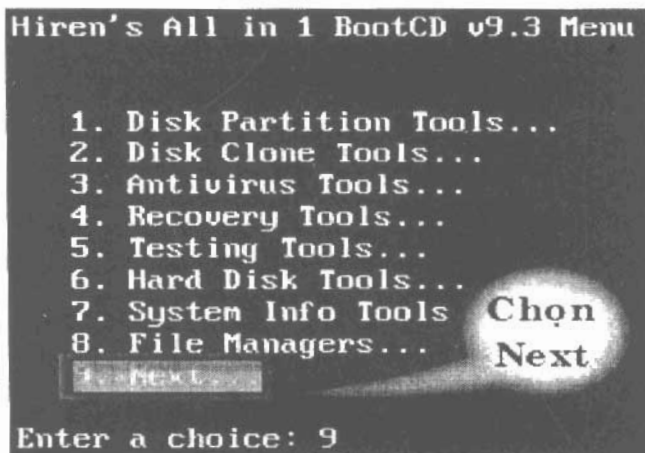 Hiren's All in 1 BootCD v9.3 Menu
1. Disk Partition Tools...
2. Disk Clone Tools...
3. Antivirus Tools...
4. Recovery Tools...
5. Testing Tools...
6. Hard Disk Tools...
7. System Info Tools
8. File Managers...
9. Next...
Chọn
Next
Enter a choice: 9